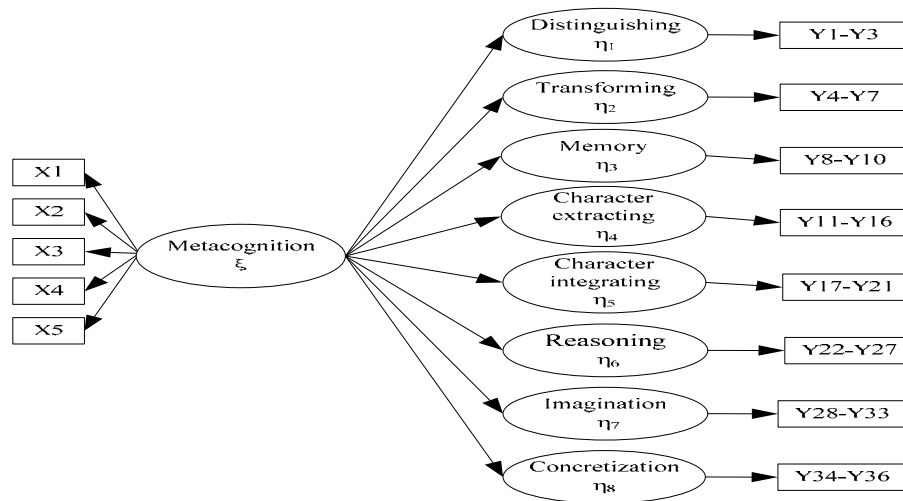 Distinguishing
η1
Y1-Y3
Transforming
η2
Y4-Y7
Memory
η3
Y8-Y10
Character
extracting
η4
Y11-Y16
Character
integrating
η5
Y17-Y21
Reasoning
η6
Y22-Y27
Imagination
η7
Y28-Y33
Concretization
η8
Y34-Y36
X1
X2
X3
X4
X5
Metacognition
ξ